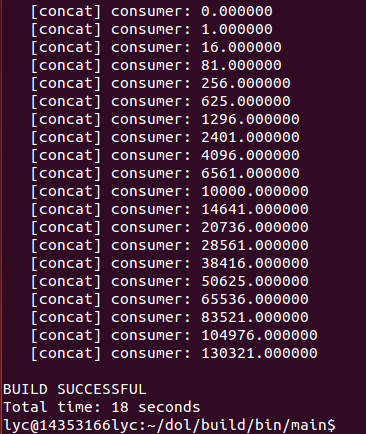 [concat] consumer: 0.000000
[concat] consumer: 1.000000
[concat] consumer: 16.000000
[concat] consumer: 81.000000
[concat] consumer: 256.000000
[concat] consumer: 625.000000
[concat] consumer: 1296.000000
[concat] consumer: 2401.000000
[concat] consumer: 4096.000000
[concat] consumer: 6561.000000
[concat] consumer: 10000.000000
[concat] consumer: 14641.000000
[concat] consumer: 20736.000000
[concat] consumer: 28561.000000
[concat] consumer: 38416.000000
[concat] consumer: 50625.000000
[concat] consumer: 65536.000000
[concat] consumer: 83521.000000
[concat] consumer: 104976.000000
[concat] consumer: 130321.000000
BUILD SUCCESSFUL
Total time: 18 seconds
lyc@14353166lyc:~/dol/build/bin/main$